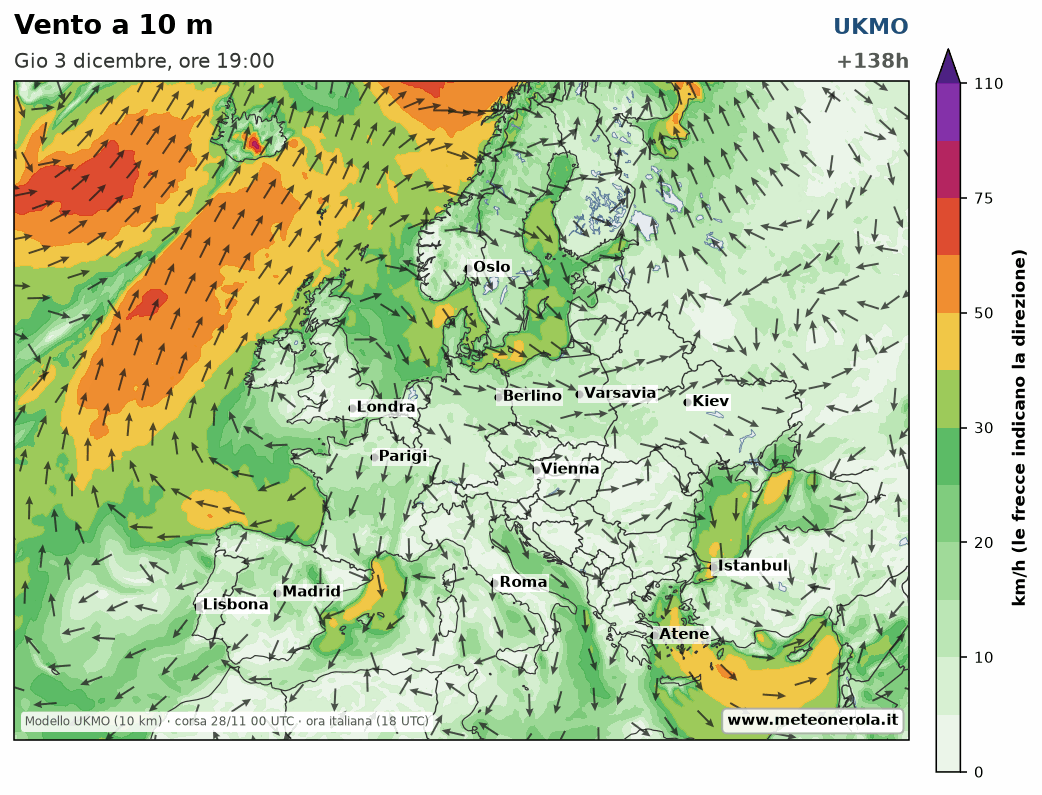 Vento a 10 m
UKMO
Gio 3 dicembre, ore 19:00
+138h
110
75
50
30
20
10
0
km/h (le frecce indicano la direzione)
Oslo
Berlino
Varsavia
Kiev
Londra
Parigi
Vienna
Istanbul
Roma
Madrid
Lisbona
Atene
Modello UKMO (10 km) · corsa 28/11 00 UTC · ora italiana (18 UTC)
www.meteonerola.it